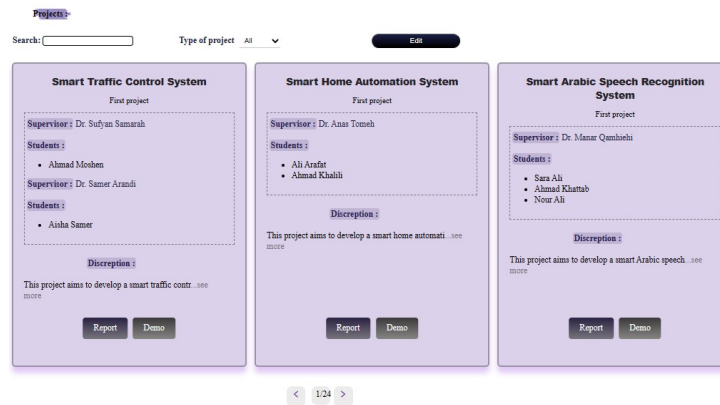 Projects :-
Search:
Type of project All
Edit
Smart Traffic Control System
First project
Supervisor : Dr. Sufyan Samarah
Students :
• Ahmad Moshen
Supervisor : Dr. Samer Arandi
Students :
• Aisha Samer
Discreption :
This project aims to develop a smart traffic contr...see
more
Report Demo
Smart Home Automation System
First project
Supervisor : Dr. Anas Tomeh
Students :
• Ali Arafat
• Ahmad Khalili
Discreption :
This project aims to develop a smart home automati...see
more
Report Demo
Smart Arabic Speech Recognition
System
First project
Supervisor : Dr. Manar Qamhiehi
Students :
• Sara Ali
• Ahmad Khattab
• Nour Ali
Discreption :
This project aims to develop a smart Arabic speech...see
more
Report Demo
< 1/24 >